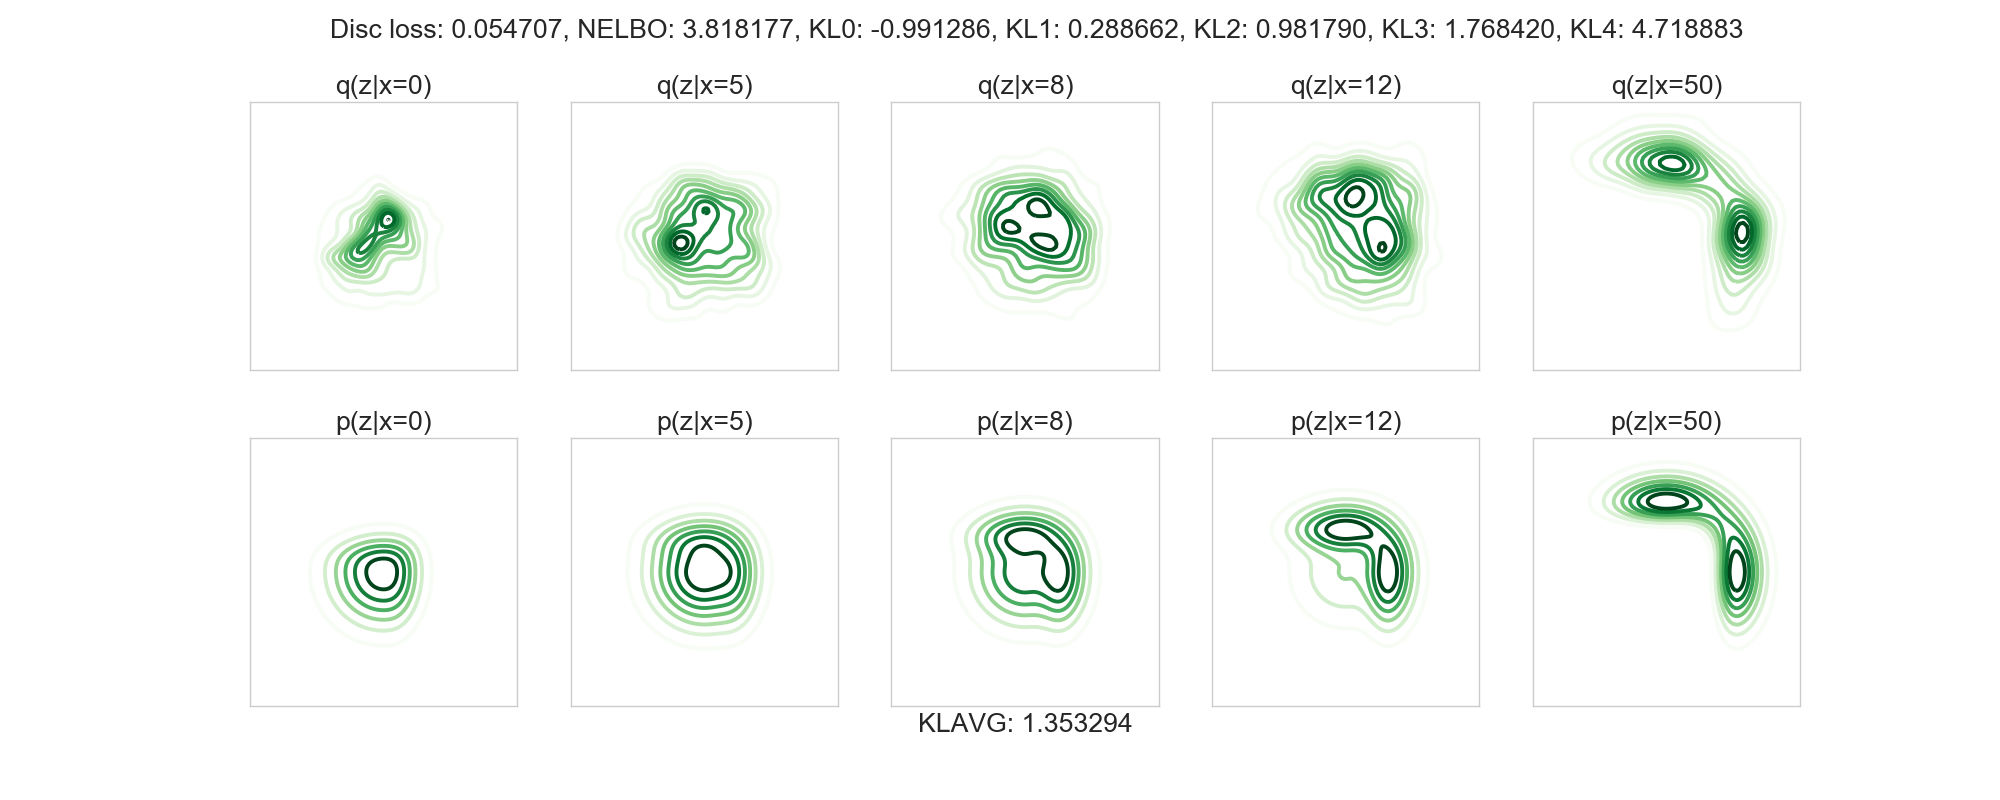 Disc loss: 0.054707, NELBO: 3.818177, KL0: -0.991286, KL1: 0.288662, KL2: 0.981790, KL3: 1.768420, KL4: 4.718883
q(z|x=0) q(z|x=5) q(z|x=8) q(z|x=12) q(z|x=50)
p(z|x=0) p(z|x=5) p(z|x=8) p(z|x=12) p(z|x=50)
KLAVG: 1.353294